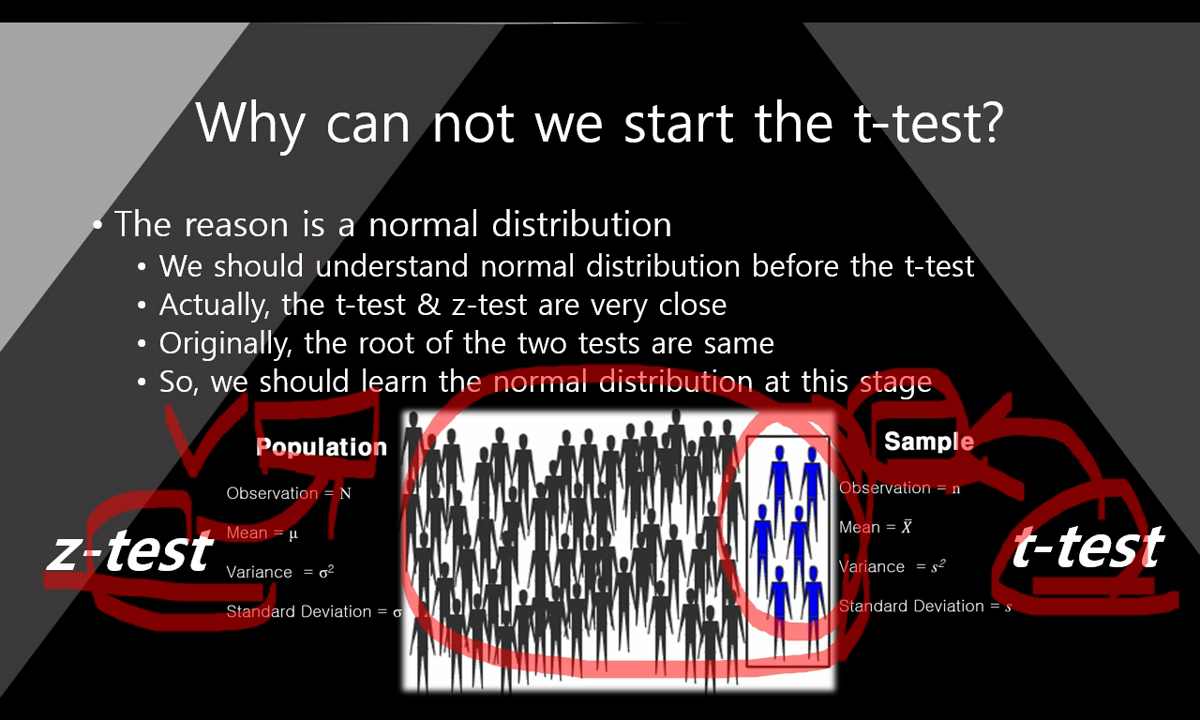 Why can not we start the t-test?
• The reason is a normal distribution
• We should understand normal distribution before the t-test
• Actually, the t-test & z-test are very close
• Originally, the root of the two tests are same
• So, we should learn the normal distribution at this stage
Population
Observation = N
Mean = μ
Variance = σ²
Standard Deviation = σ
z-test
Sample
Observation = n
Mean = X̄
Variance = s²
Standard Deviation = s
t-test